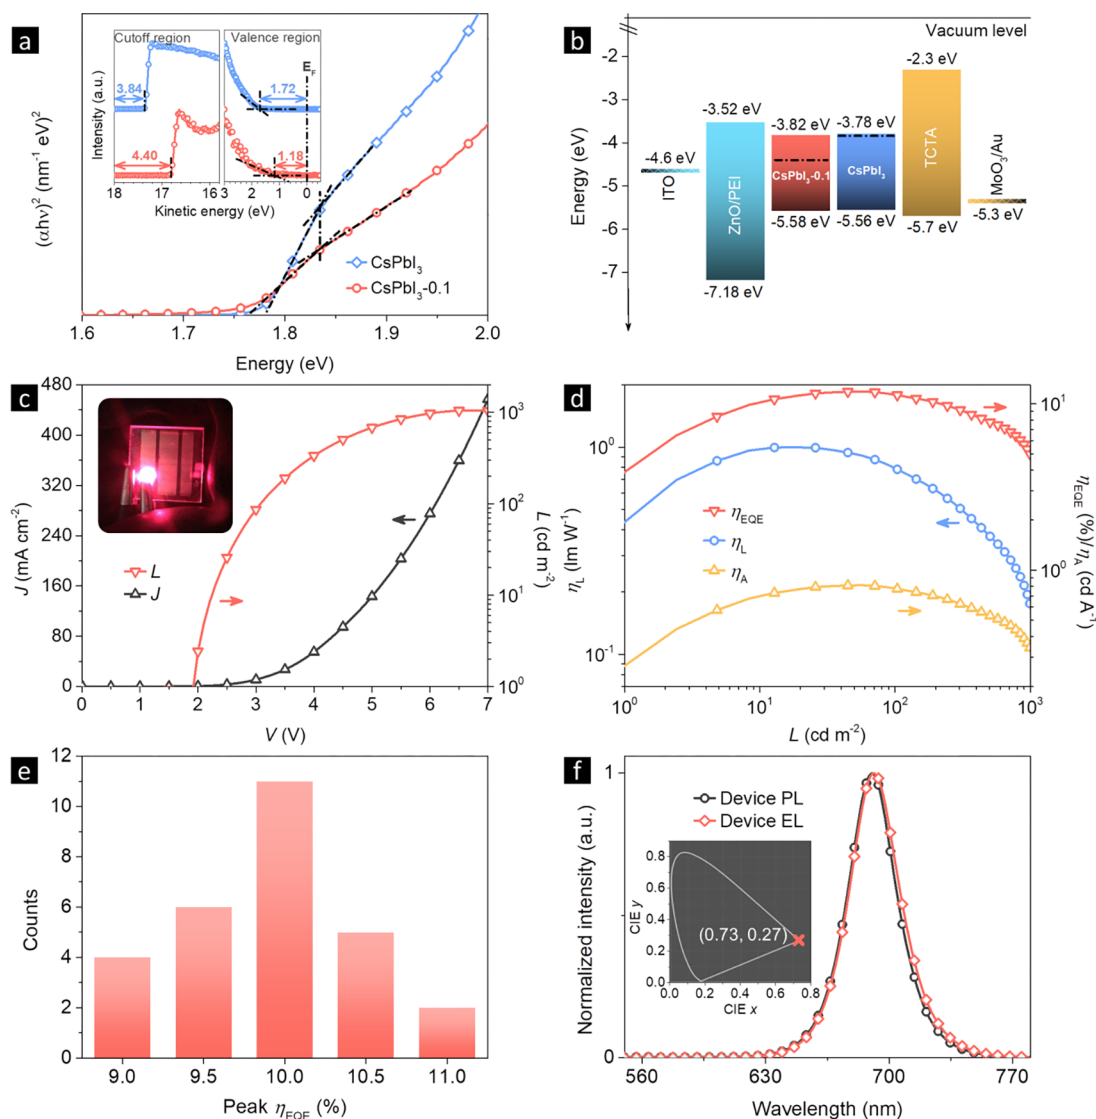 a
Cutoff region
Valence region
E_F
3.84
1.72
4.40
1.18
Intensity (a.u.)
18
17
16
3
2
1
0
Kinetic energy (eV)
(αhν)² (nm⁻¹ eV)²
CsPbI₃
CsPbI₃-0.1
1.6
1.7
1.8
1.9
2.0
Energy (eV)
b
Vacuum level
-2
-3
-4
-5
-6
-7
Energy (eV)
-4.6 eV
ITO
-3.52 eV
ZnO/PEI
-7.18 eV
-3.82 eV
CsPbI₃-0.1
-5.58 eV
-3.78 eV
CsPbI₃
-5.56 eV
-2.3 eV
TCTA
-5.7 eV
MoO₃/Au
-5.3 eV
c
480
440
400
360
320
240
160
80
0
J (mA cm⁻²)
L
J
10³
10²
10¹
10⁰
L (cd m⁻²)
0
1
2
3
4
5
6
7
V (V)
d
10⁰
10⁻¹
η_L (lm W⁻¹)
η_EQE
η_L
η_A
10¹
10⁰
η_EQE (%)/η_A (cd A⁻¹)
10⁰
10¹
10²
10³
L (cd m⁻²)
e
12
10
8
6
4
2
0
Counts
9.0
9.5
10.0
10.5
11.0
Peak η_EQE (%)
f
1
0
Normalized intensity (a.u.)
Device PL
Device EL
0.8
0.6
0.4
0.2
0.0
CIE y
(0.73, 0.27)
0.0
0.2
0.4
0.6
0.8
CIE x
560
630
700
770
Wavelength (nm)